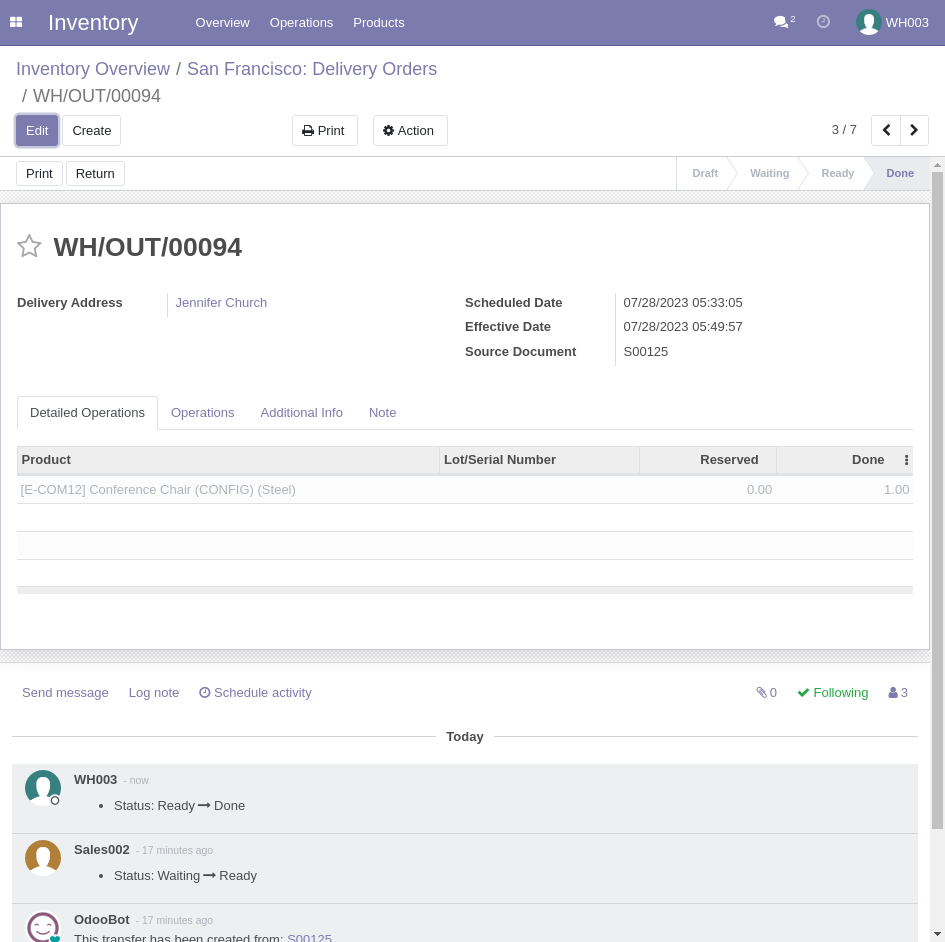 Inventory Overview Operations Products 2 WH003
Inventory Overview / San Francisco: Delivery Orders
/ WH/OUT/00094
Edit Create Print Action 3 / 7
Print Return Draft Waiting Ready Done
WH/OUT/00094
Delivery Address Jennifer Church Scheduled Date 07/28/2023 05:33:05
Effective Date 07/28/2023 05:49:57
Source Document S00125
Detailed Operations Operations Additional Info Note
Product Lot/Serial Number Reserved Done
[E-COM12] Conference Chair (CONFIG) (Steel) 0.00 1.00
Send message Log note Schedule activity 0 Following 3
Today
WH003 - now
• Status: Ready → Done
Sales002 - 17 minutes ago
• Status: Waiting → Ready
OdooBot - 17 minutes ago
This transfer has been created from: S00125